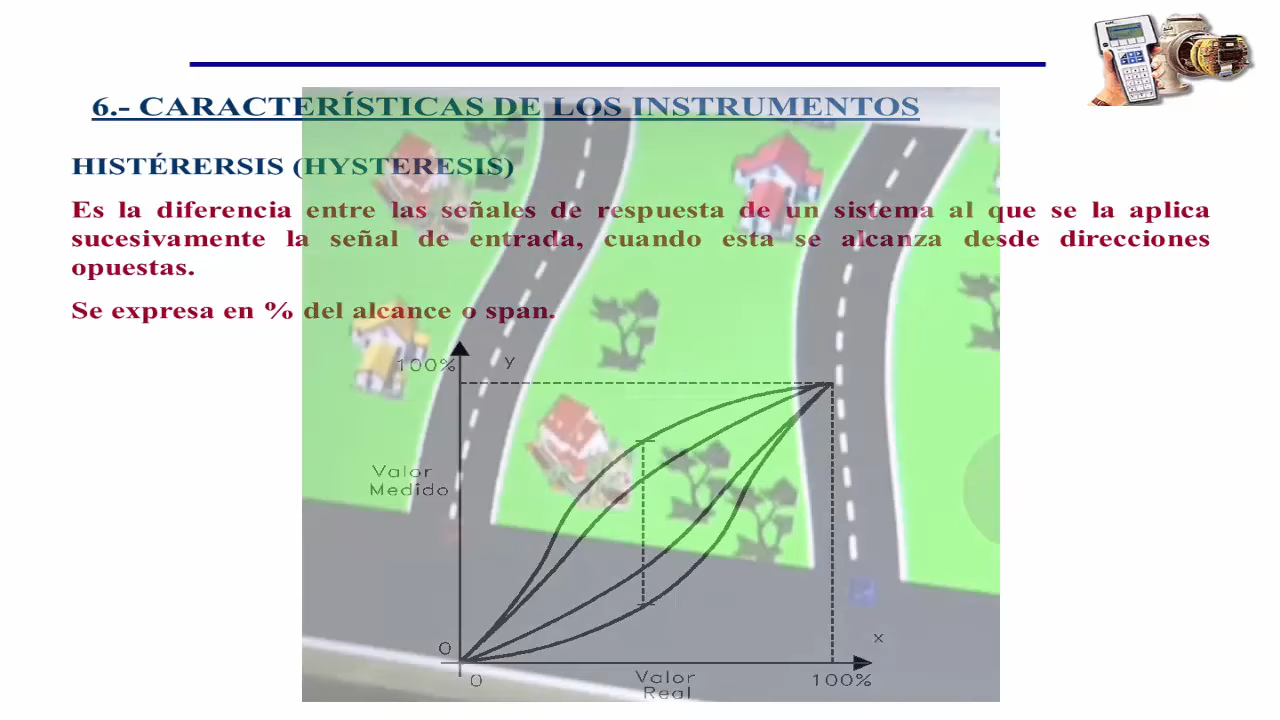 6.- CARACTERÍSTICAS DE LOS INSTRUMENTOS
HISTÉRERSIS (HYSTERESIS)
Es la diferencia entre las señales de respuesta de un sistema al que se la aplica
sucesivamente la señal de entrada, cuando esta se alcanza desde direcciones
opuestas.
Se expresa en % del alcance o span.
100% y
Valor
Medido
0 x
0 Valor 100%
Real